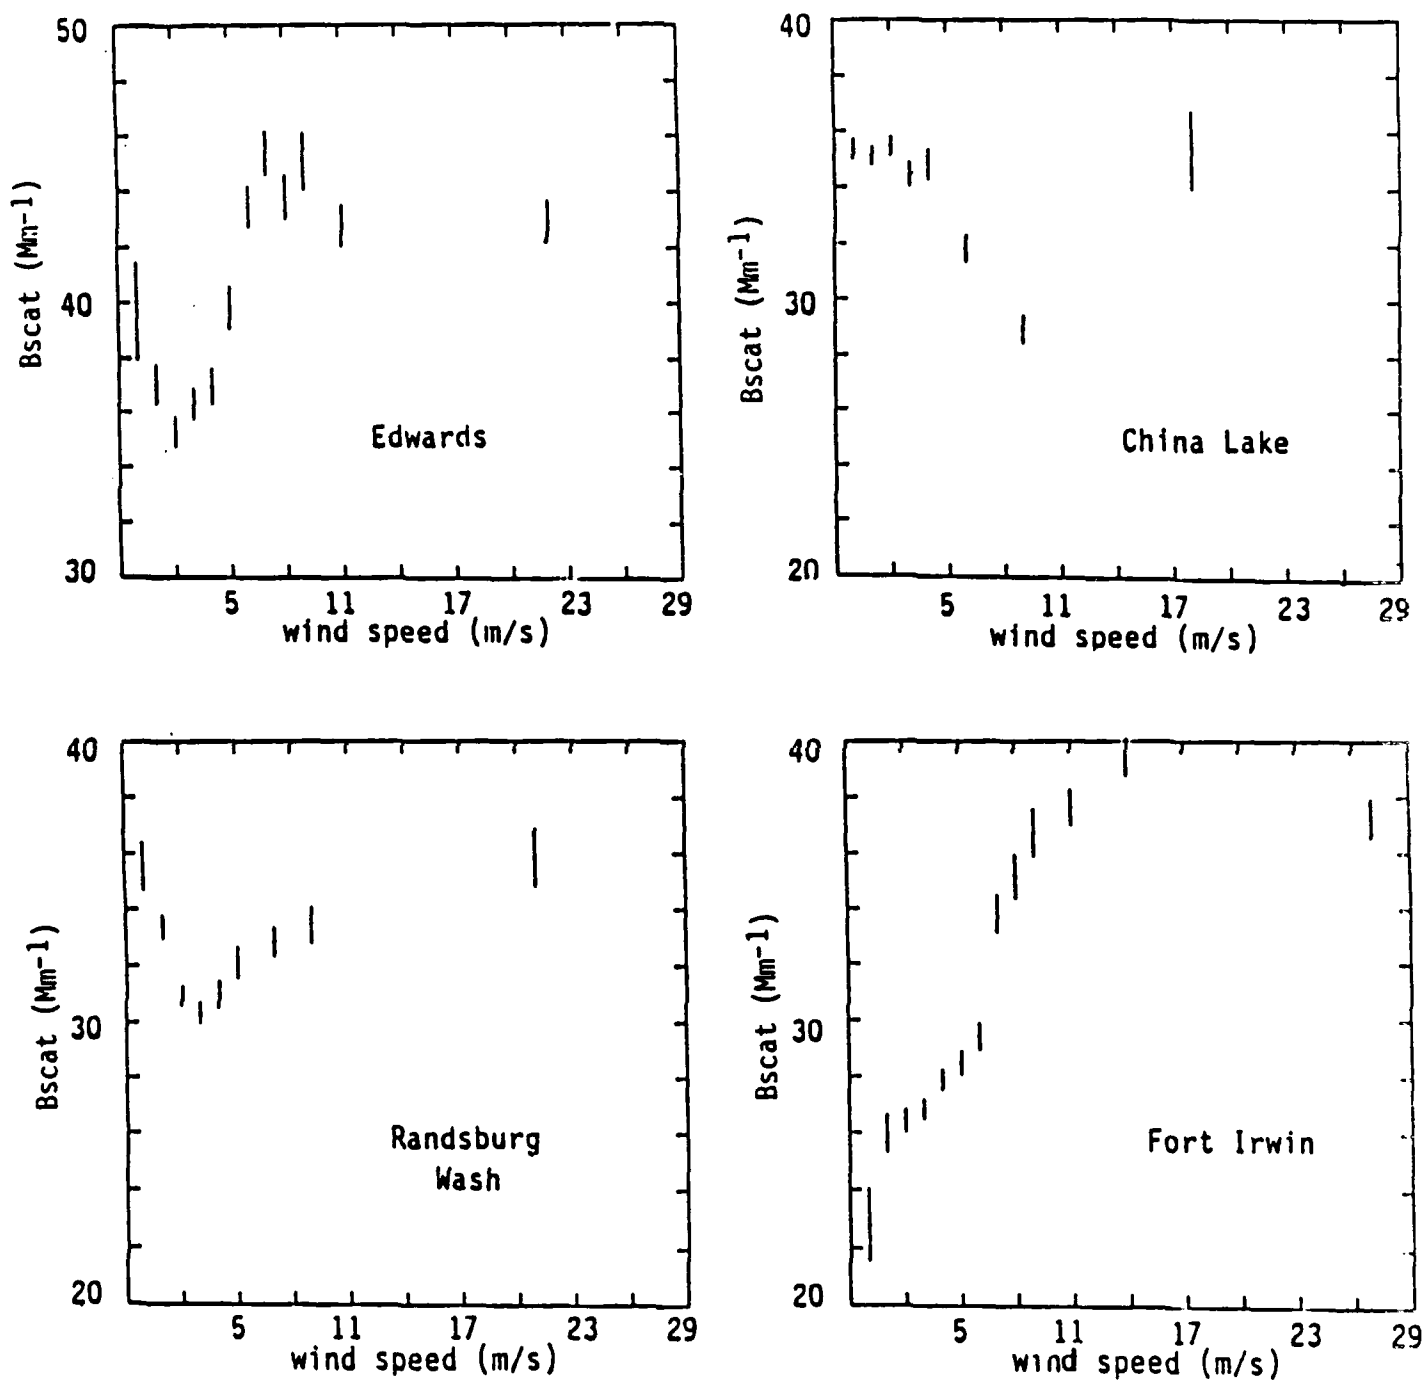 50
40
30
Bscat (Mm-1)
Edwards
5 11 17 23 29
wind speed (m/s)
40
30
20
Bscat (Mm-1)
China Lake
5 11 17 23 29
wind speed (m/s)
40
30
20
Bscat (Mm-1)
Randsburg
Wash
5 11 17 23 29
wind speed (m/s)
40
30
20
Bscat (Mm-1)
Fort Irwin
5 11 17 23 29
wind speed (m/s)